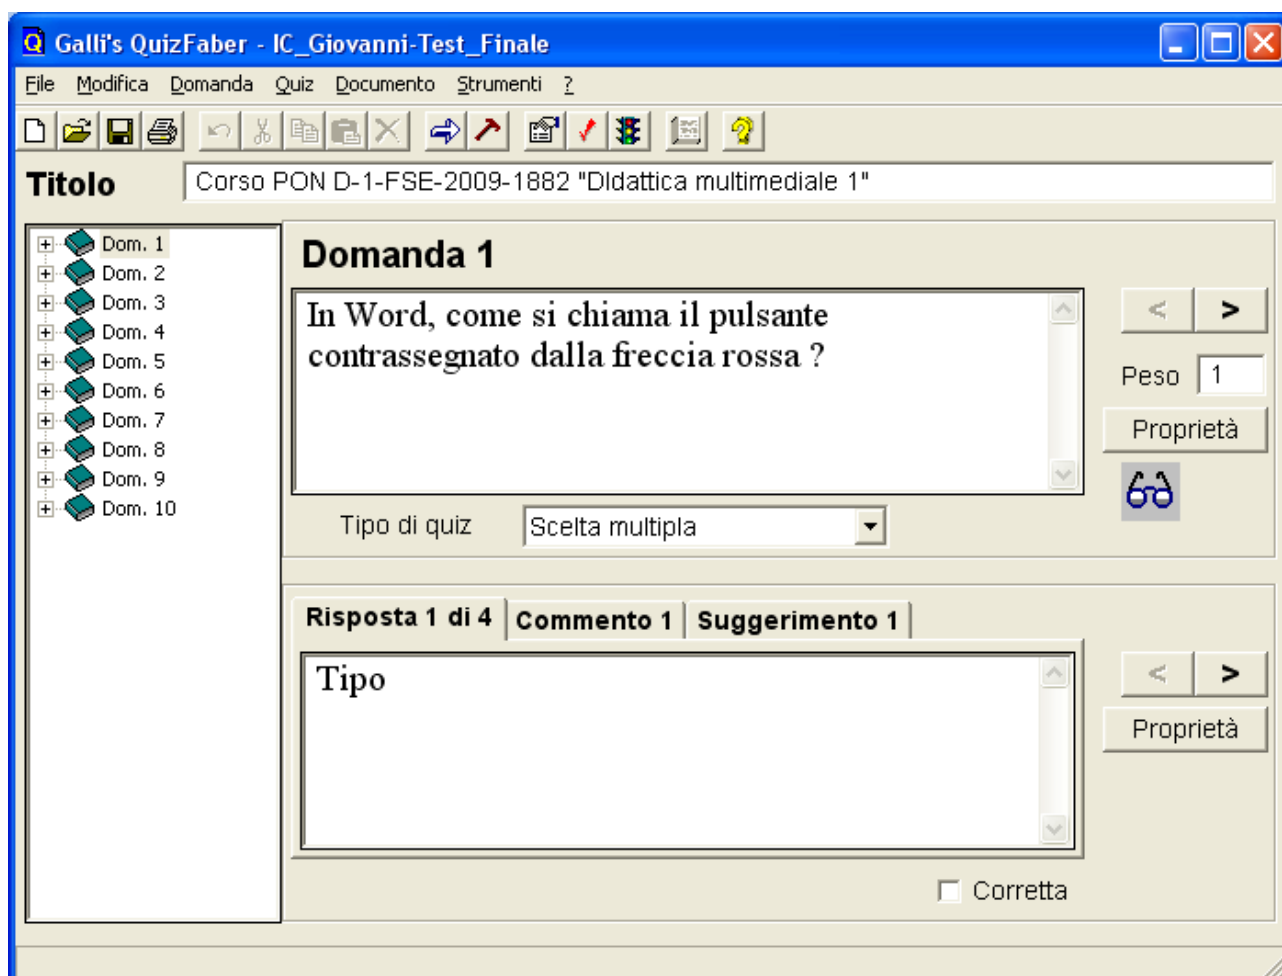 Galli's QuizFaber - IC_Giovanni-Test_Finale
File Modifica Domanda Quiz Documento Strumenti ?
Titolo
Corso PON D-1-FSE-2009-1882 "DIdattica multimediale 1"
Dom. 1
Dom. 2
Dom. 3
Dom. 4
Dom. 5
Dom. 6
Dom. 7
Dom. 8
Dom. 9
Dom. 10
Domanda 1
In Word, come si chiama il pulsante
contrassegnato dalla freccia rossa ?
< >
Peso 1
Proprietà
Tipo di quiz Scelta multipla
Risposta 1 di 4 Commento 1 Suggerimento 1
Tipo
< >
Proprietà
Corretta